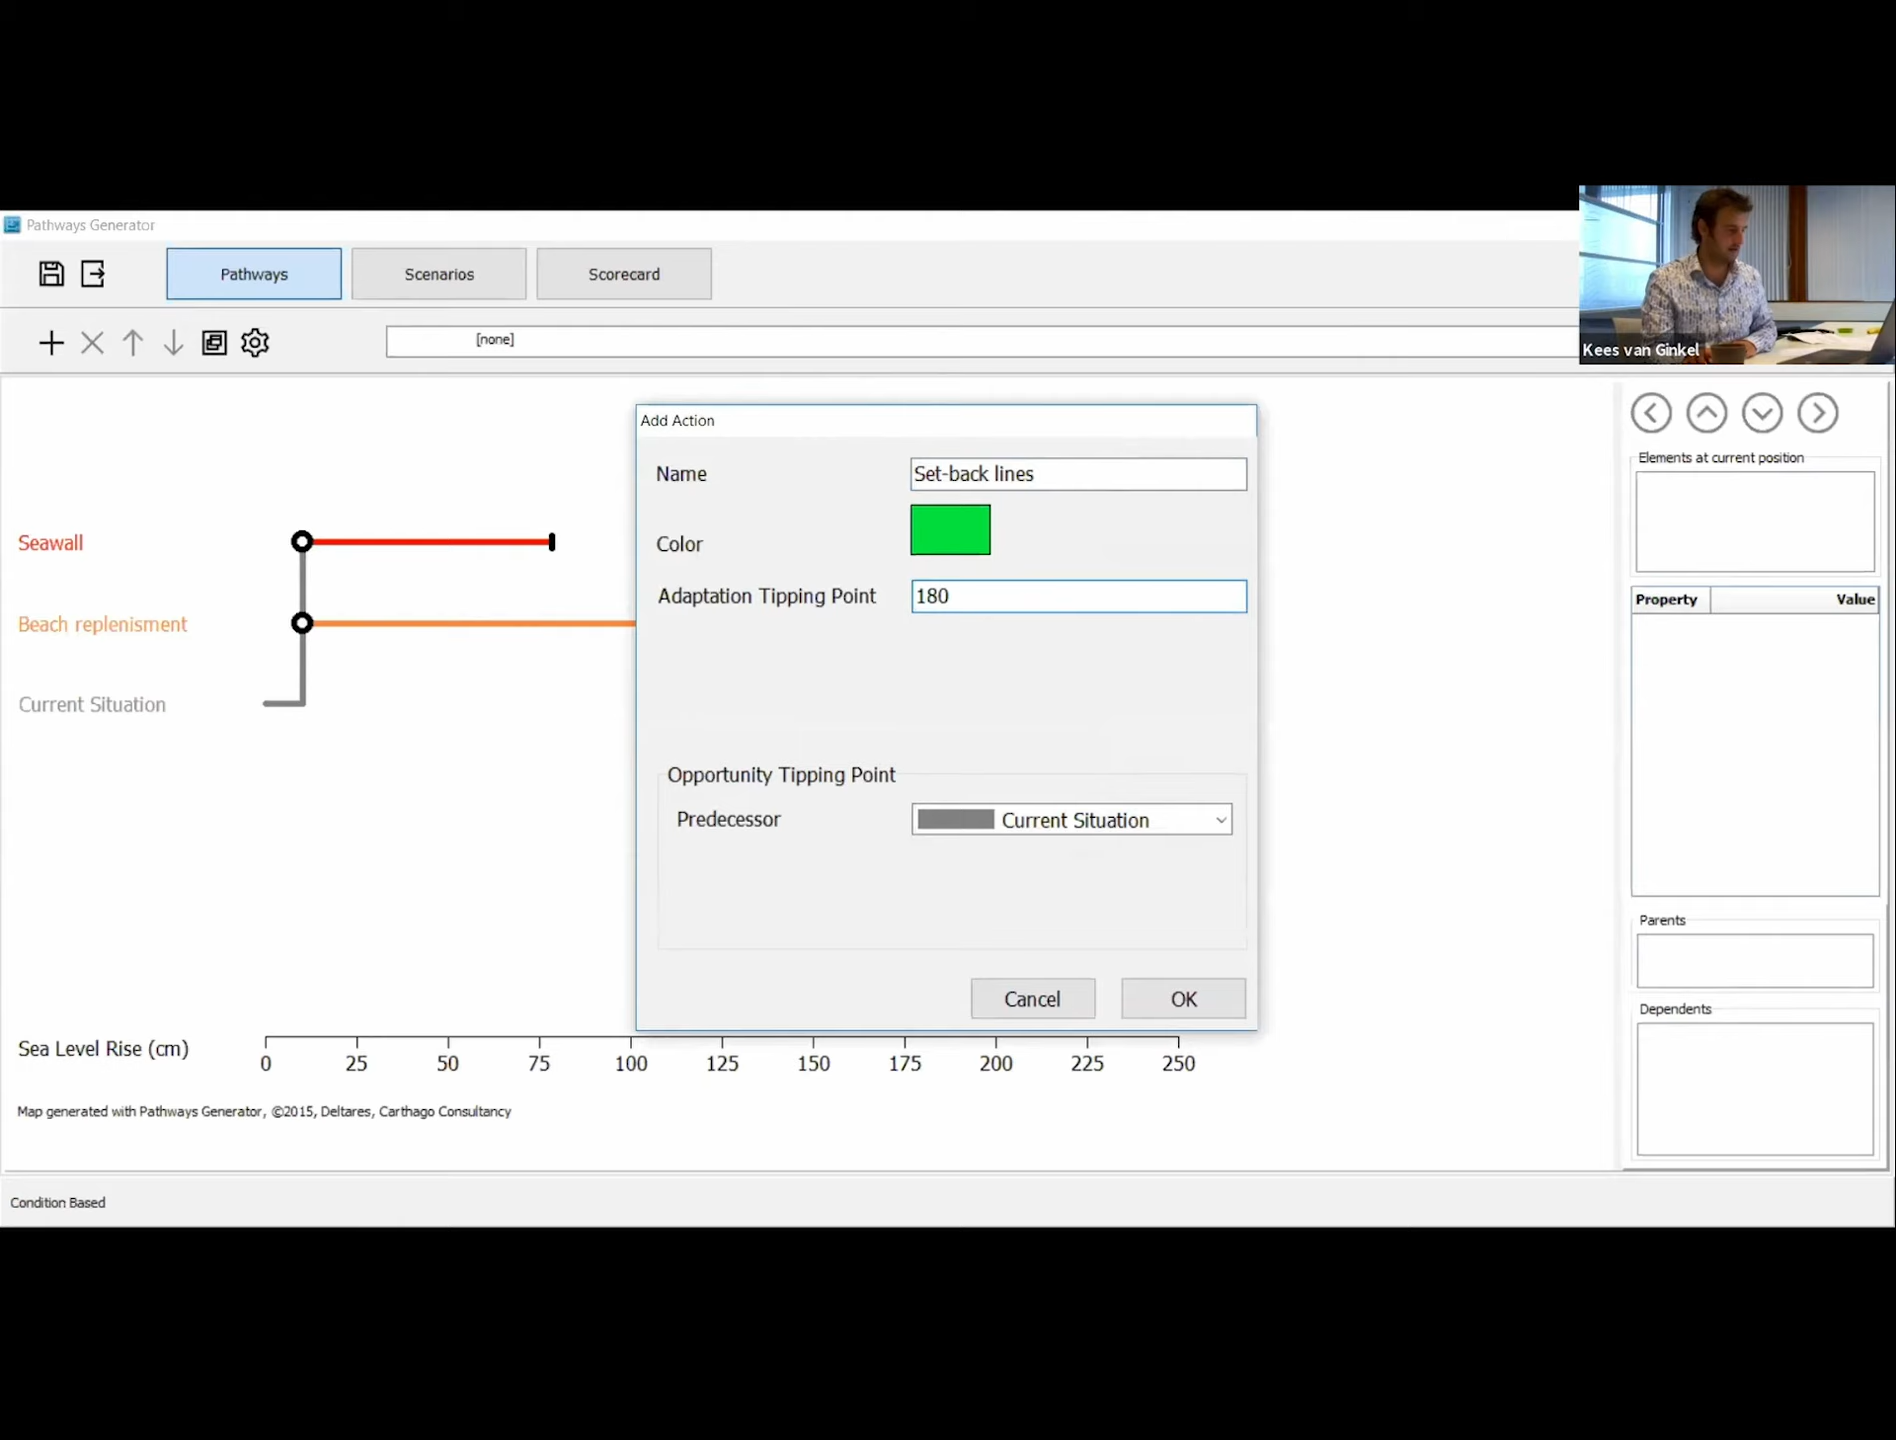 Pathways Generator
Pathways
Scenarios
Scorecard
[none]
Kees van Ginkel
Add Action
Name
Set-back lines
Color
Adaptation Tipping Point
180
Opportunity Tipping Point
Predecessor
Current Situation
Cancel
OK
Seawall
Beach replenisment
Current Situation
Sea Level Rise (cm)
0 25 50 75 100 125 150 175 200 225 250
Map generated with Pathways Generator, ©2015, Deltares, Carthago Consultancy
Elements at current position
Property Value
Parents
Dependents
Condition Based